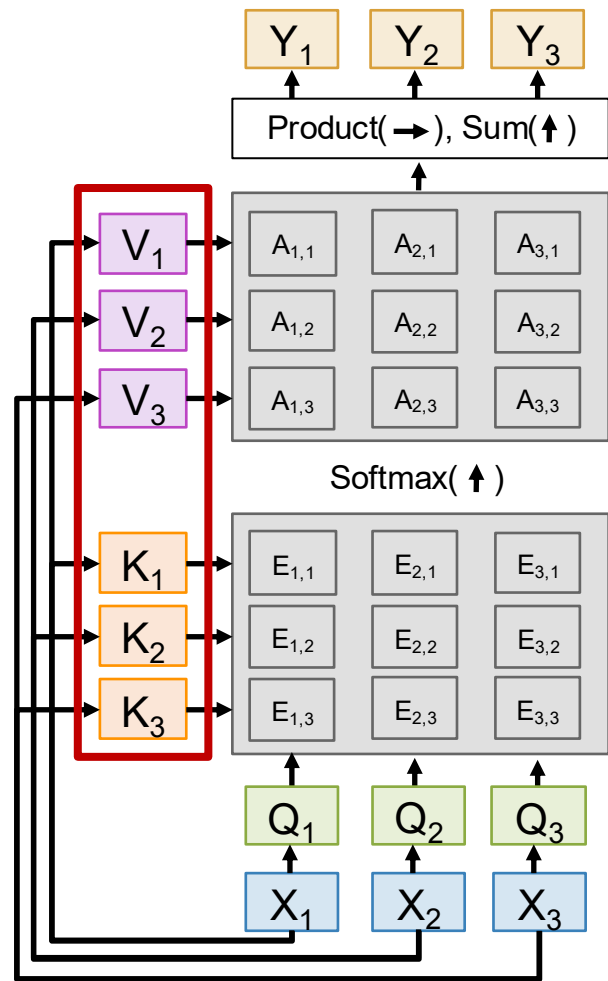 Y₁ Y₂ Y₃
Product(→), Sum(↑)
V₁ A₁,₁ A₂,₁ A₃,₁
V₂ A₁,₂ A₂,₂ A₃,₂
V₃ A₁,₃ A₂,₃ A₃,₃
Softmax(↑)
K₁ E₁,₁ E₂,₁ E₃,₁
K₂ E₁,₂ E₂,₂ E₃,₂
K₃ E₁,₃ E₂,₃ E₃,₃
Q₁ Q₂ Q₃
X₁ X₂ X₃